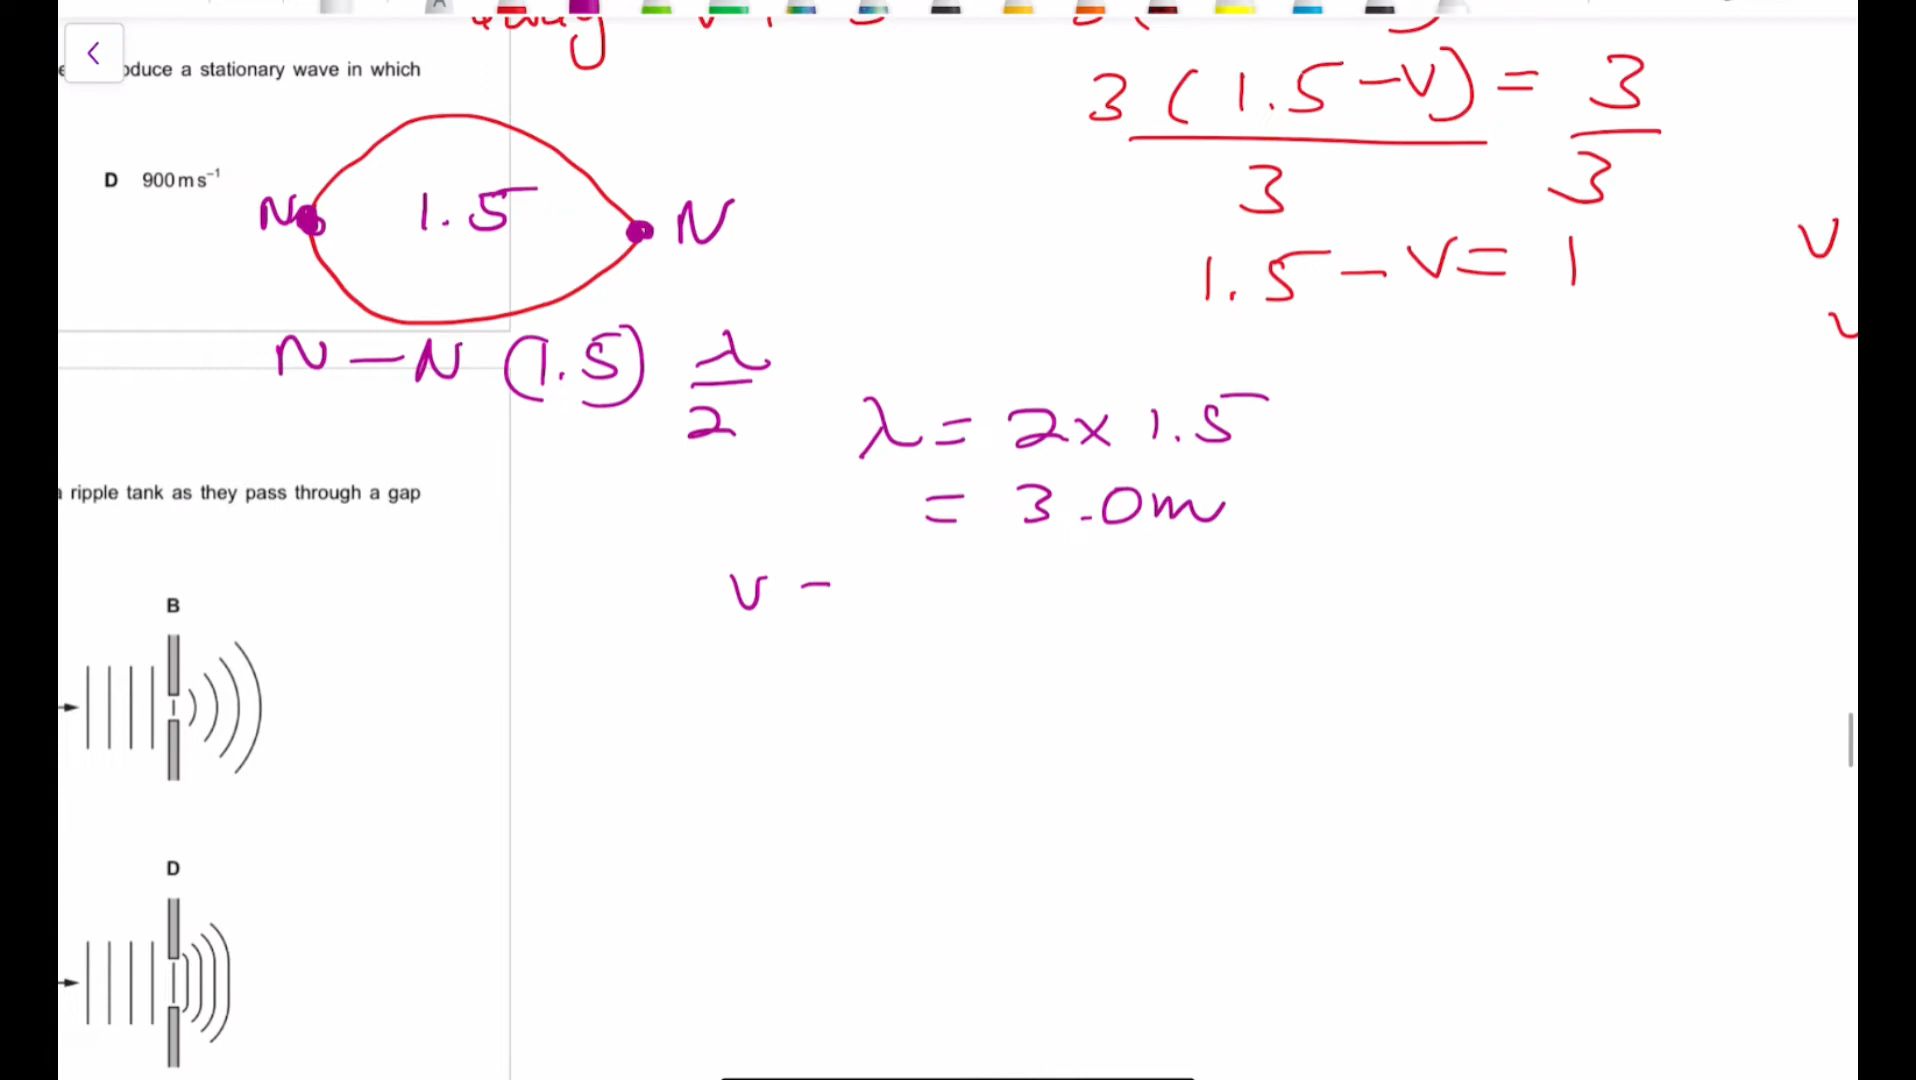 3 ( 1.5 - v) = 3
3 3
1.5 - v = 1
v
oduce a stationary wave in which
D 900 m s⁻¹
N 1.5 N
N - N (1.5) λ/2
λ = 2 x 1.5
= 3.0m
v -
ripple tank as they pass through a gap
B
D